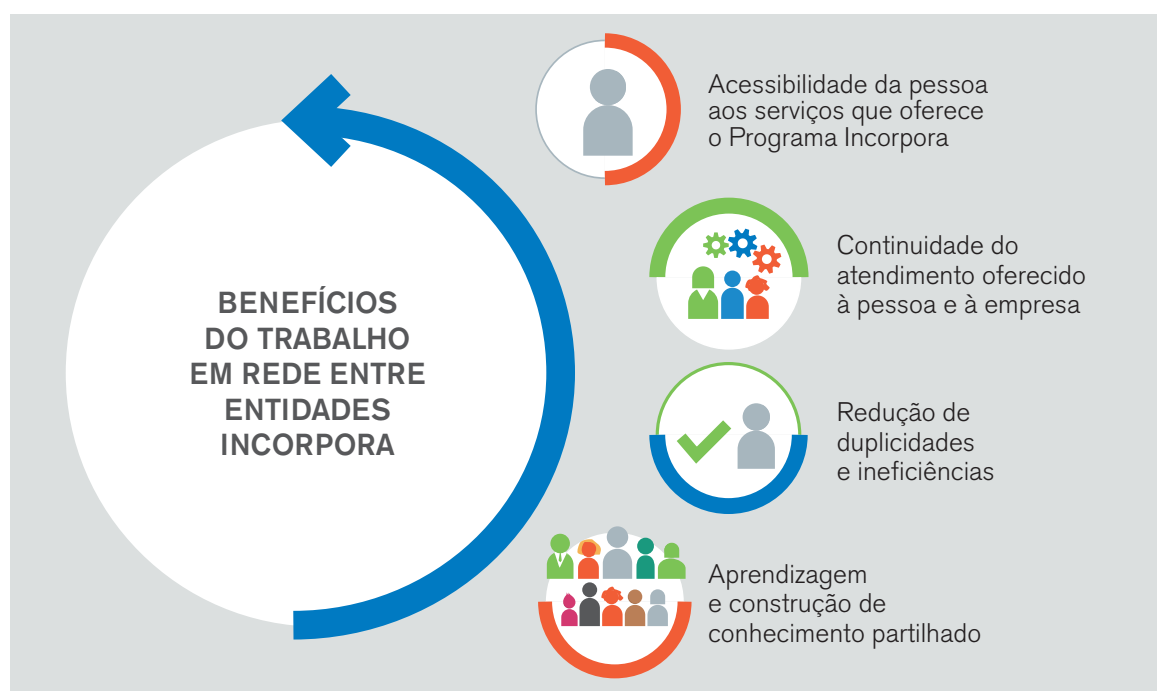 BENEFÍCIOS
DO TRABALHO
EM REDE ENTRE
ENTIDADES
INCORPORA
Acessibilidade da pessoa
aos serviços que oferece
o Programa Incorpora
Continuidade do
atendimento oferecido
à pessoa e à empresa
Redução de
duplicidades
e ineficiências
Aprendizagem
e construção de
conhecimento partilhado